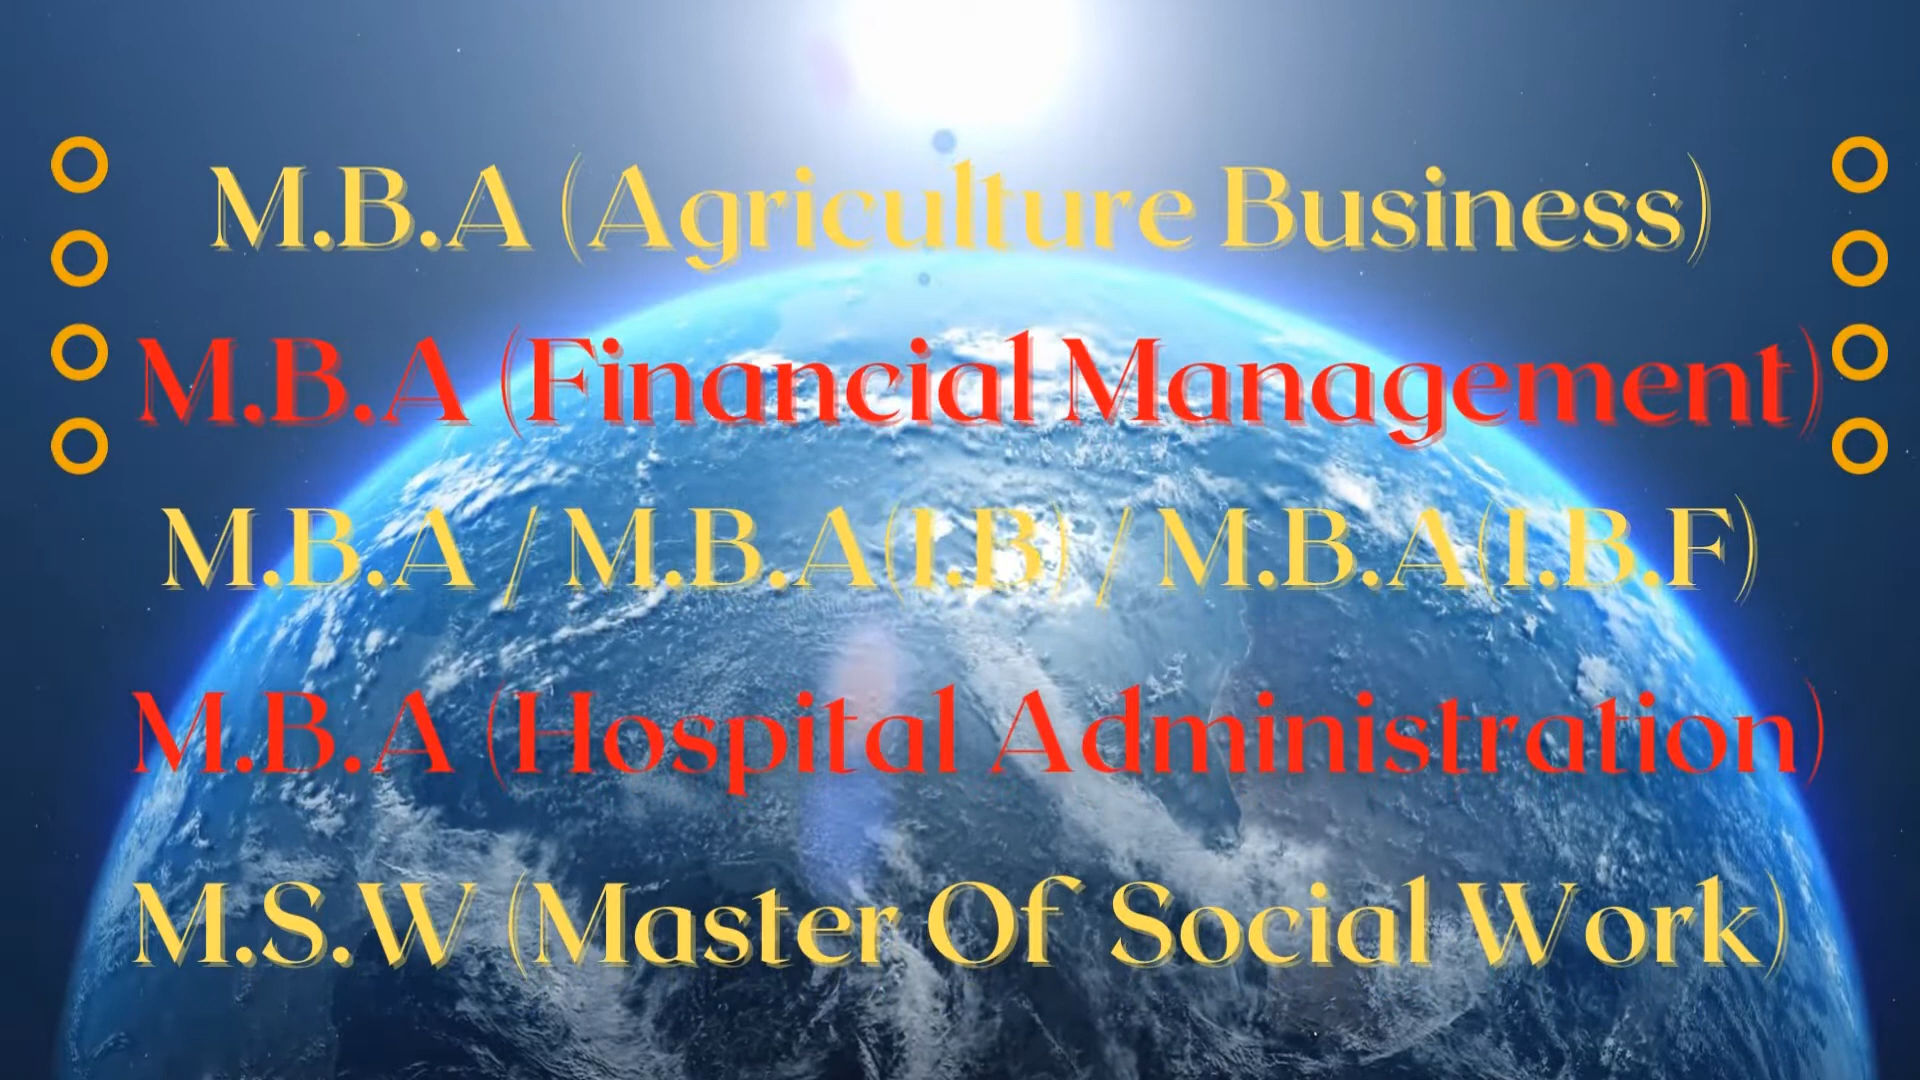 M.B.A (Agriculture Business)
M.B.A (Financial Management)
M.B.A / M.B.A(I.B) / M.B.A(I.B.F)
M.B.A (Hospital Administration)
M.S.W (Master Of Social Work)